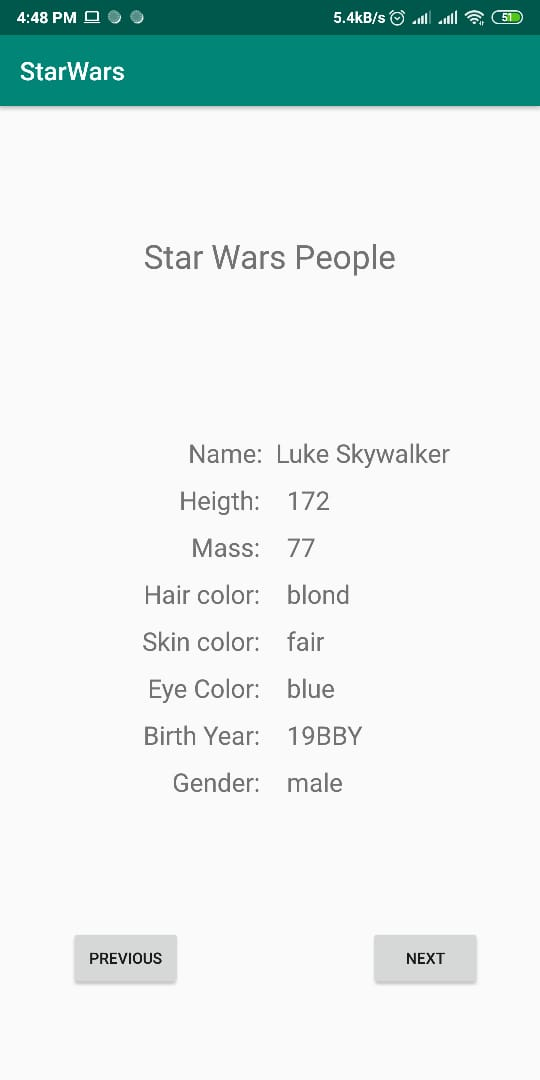 4:48 PM 5.4kB/s 51
StarWars
Star Wars People
Name: Luke Skywalker
Heigth: 172
Mass: 77
Hair color: blond
Skin color: fair
Eye Color: blue
Birth Year: 19BBY
Gender: male
PREVIOUS NEXT